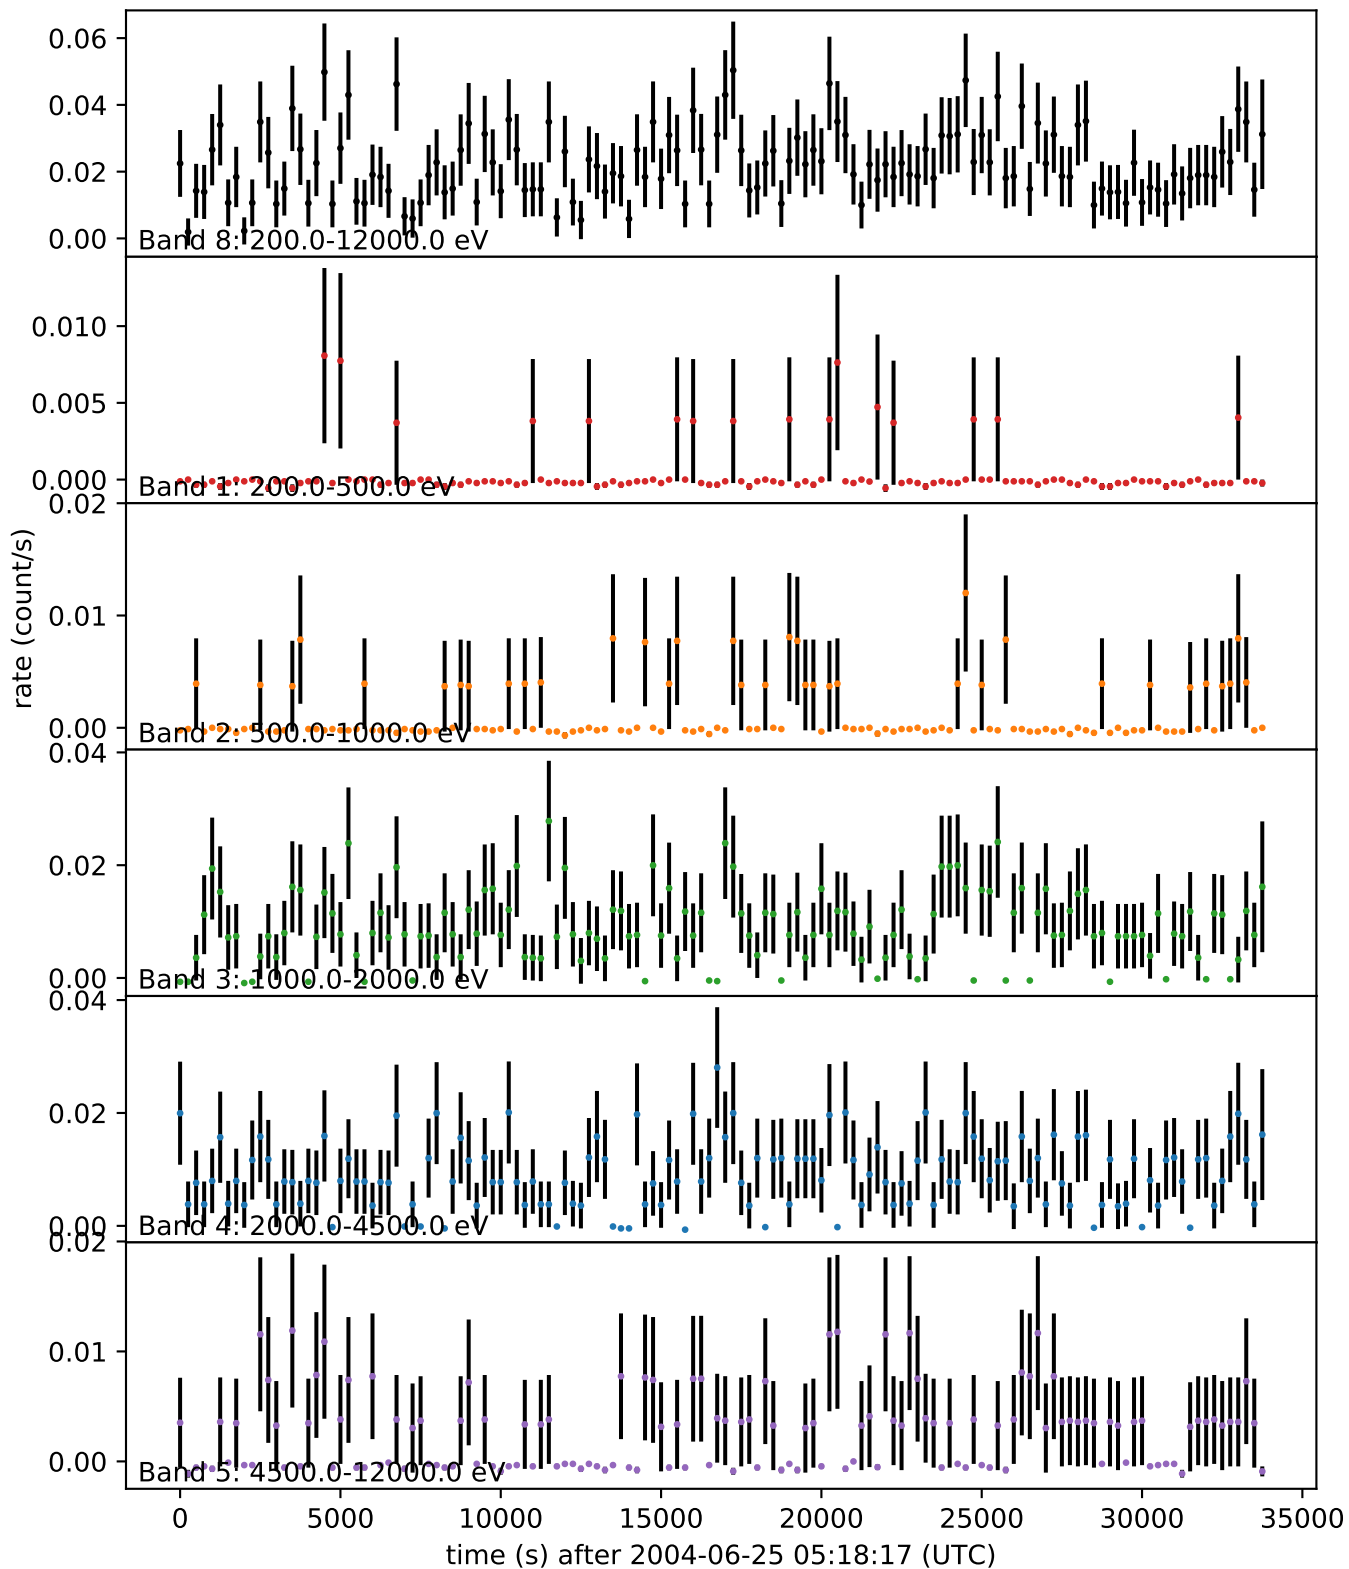 0.06
0.04
0.02
0.00
Band 8: 200.0-12000.0 eV
0.010
0.005
0.000
Band 1: 200.0-500.0 eV
0.02
0.01
0.00
Band 2: 500.0-1000.0 eV
rate (count/s)
0.04
0.02
0.00
Band 3: 1000.0-2000.0 eV
0.04
0.02
0.00
Band 4: 2000.0-4500.0 eV
0.02
0.01
0.00
Band 5: 4500.0-12000.0 eV
0 5000 10000 15000 20000 25000 30000 35000
time (s) after 2004-06-25 05:18:17 (UTC)